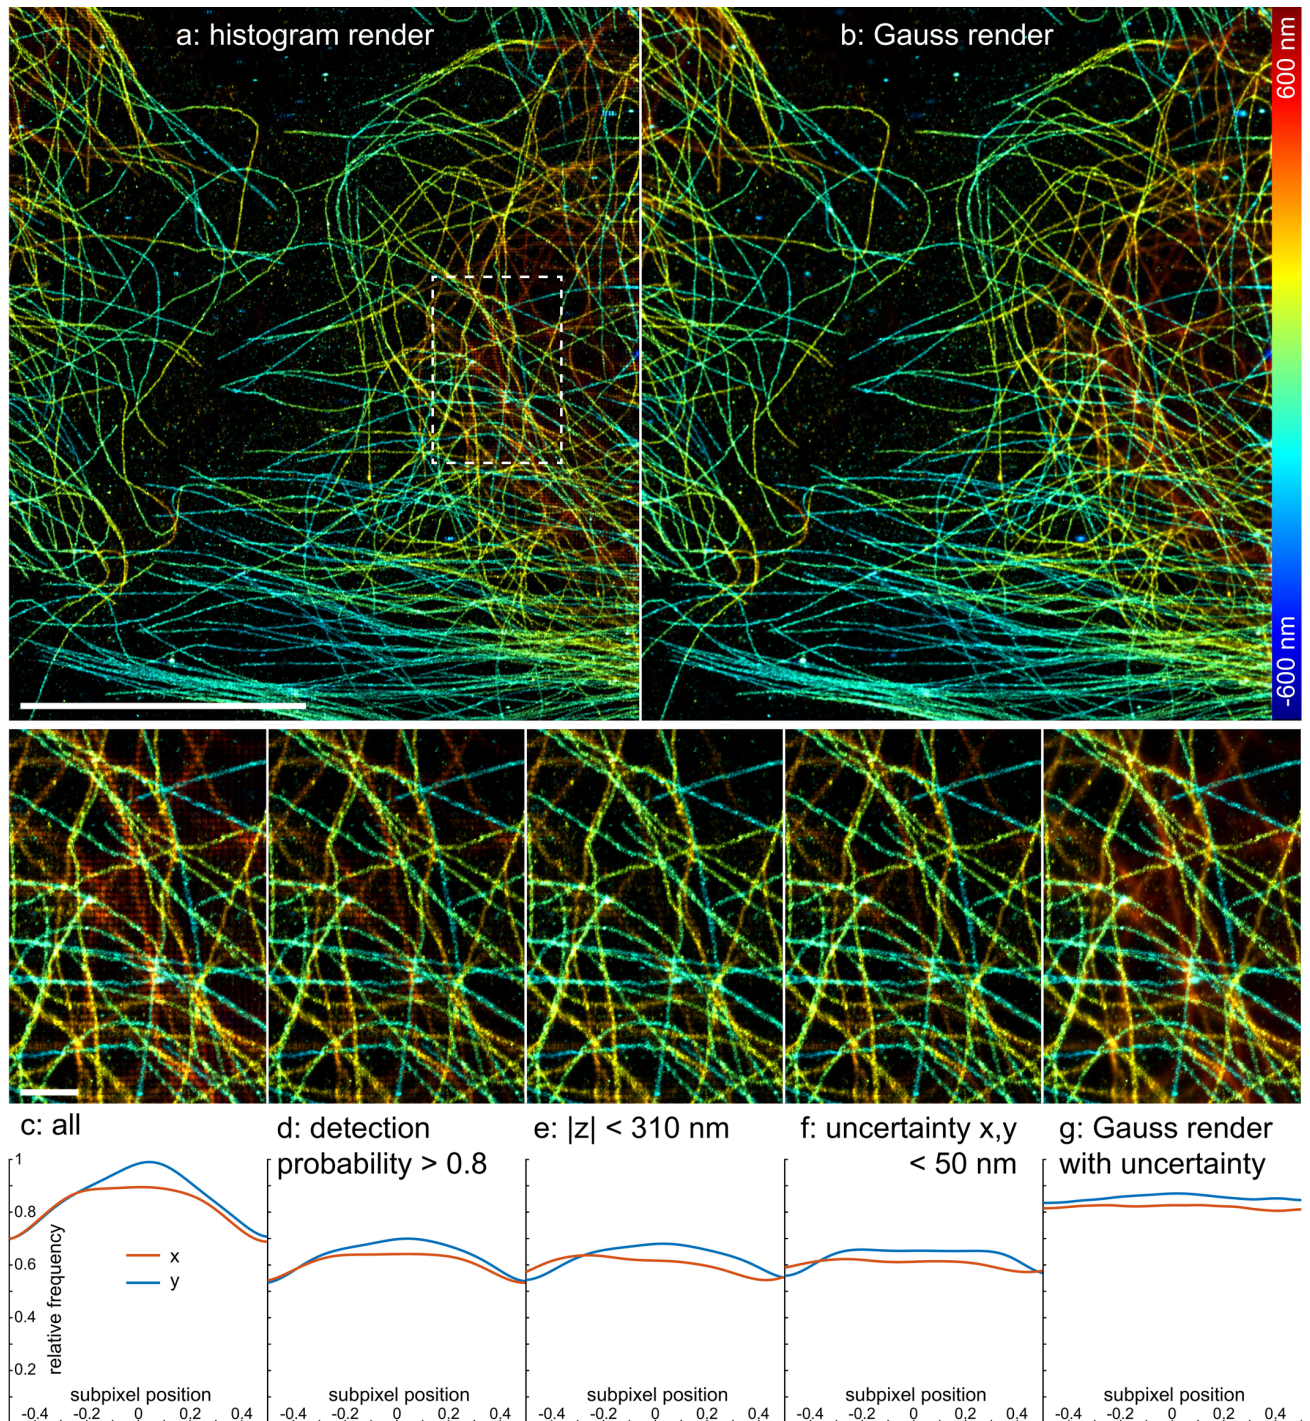 a: histogram render
b: Gauss render
600 nm
-600 nm
c: all
d: detection
probability > 0.8
e: |z| < 310 nm
f: uncertainty x,y
< 50 nm
g: Gauss render
with uncertainty
1
0.8
0.6
0.4
0.2
relative frequency
x
y
subpixel position
-0.4 -0.2 0 0.2 0.4
subpixel position
-0.4 -0.2 0 0.2 0.4
subpixel position
-0.4 -0.2 0 0.2 0.4
subpixel position
-0.4 -0.2 0 0.2 0.4
subpixel position
-0.4 -0.2 0 0.2 0.4